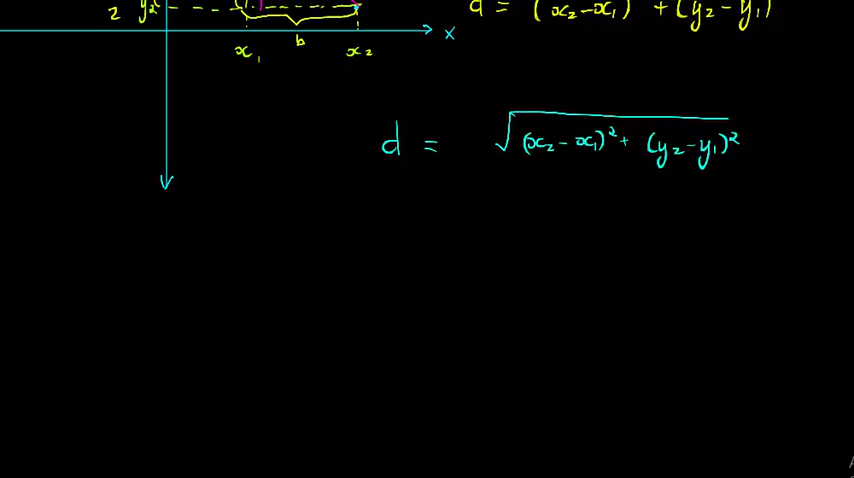 2 y₂ d = (x₂ - x₁) + (y₂ - y₁)
b x
x₁ x₂
d = √(x₂ - x₁)² + (y₂ - y₁)²